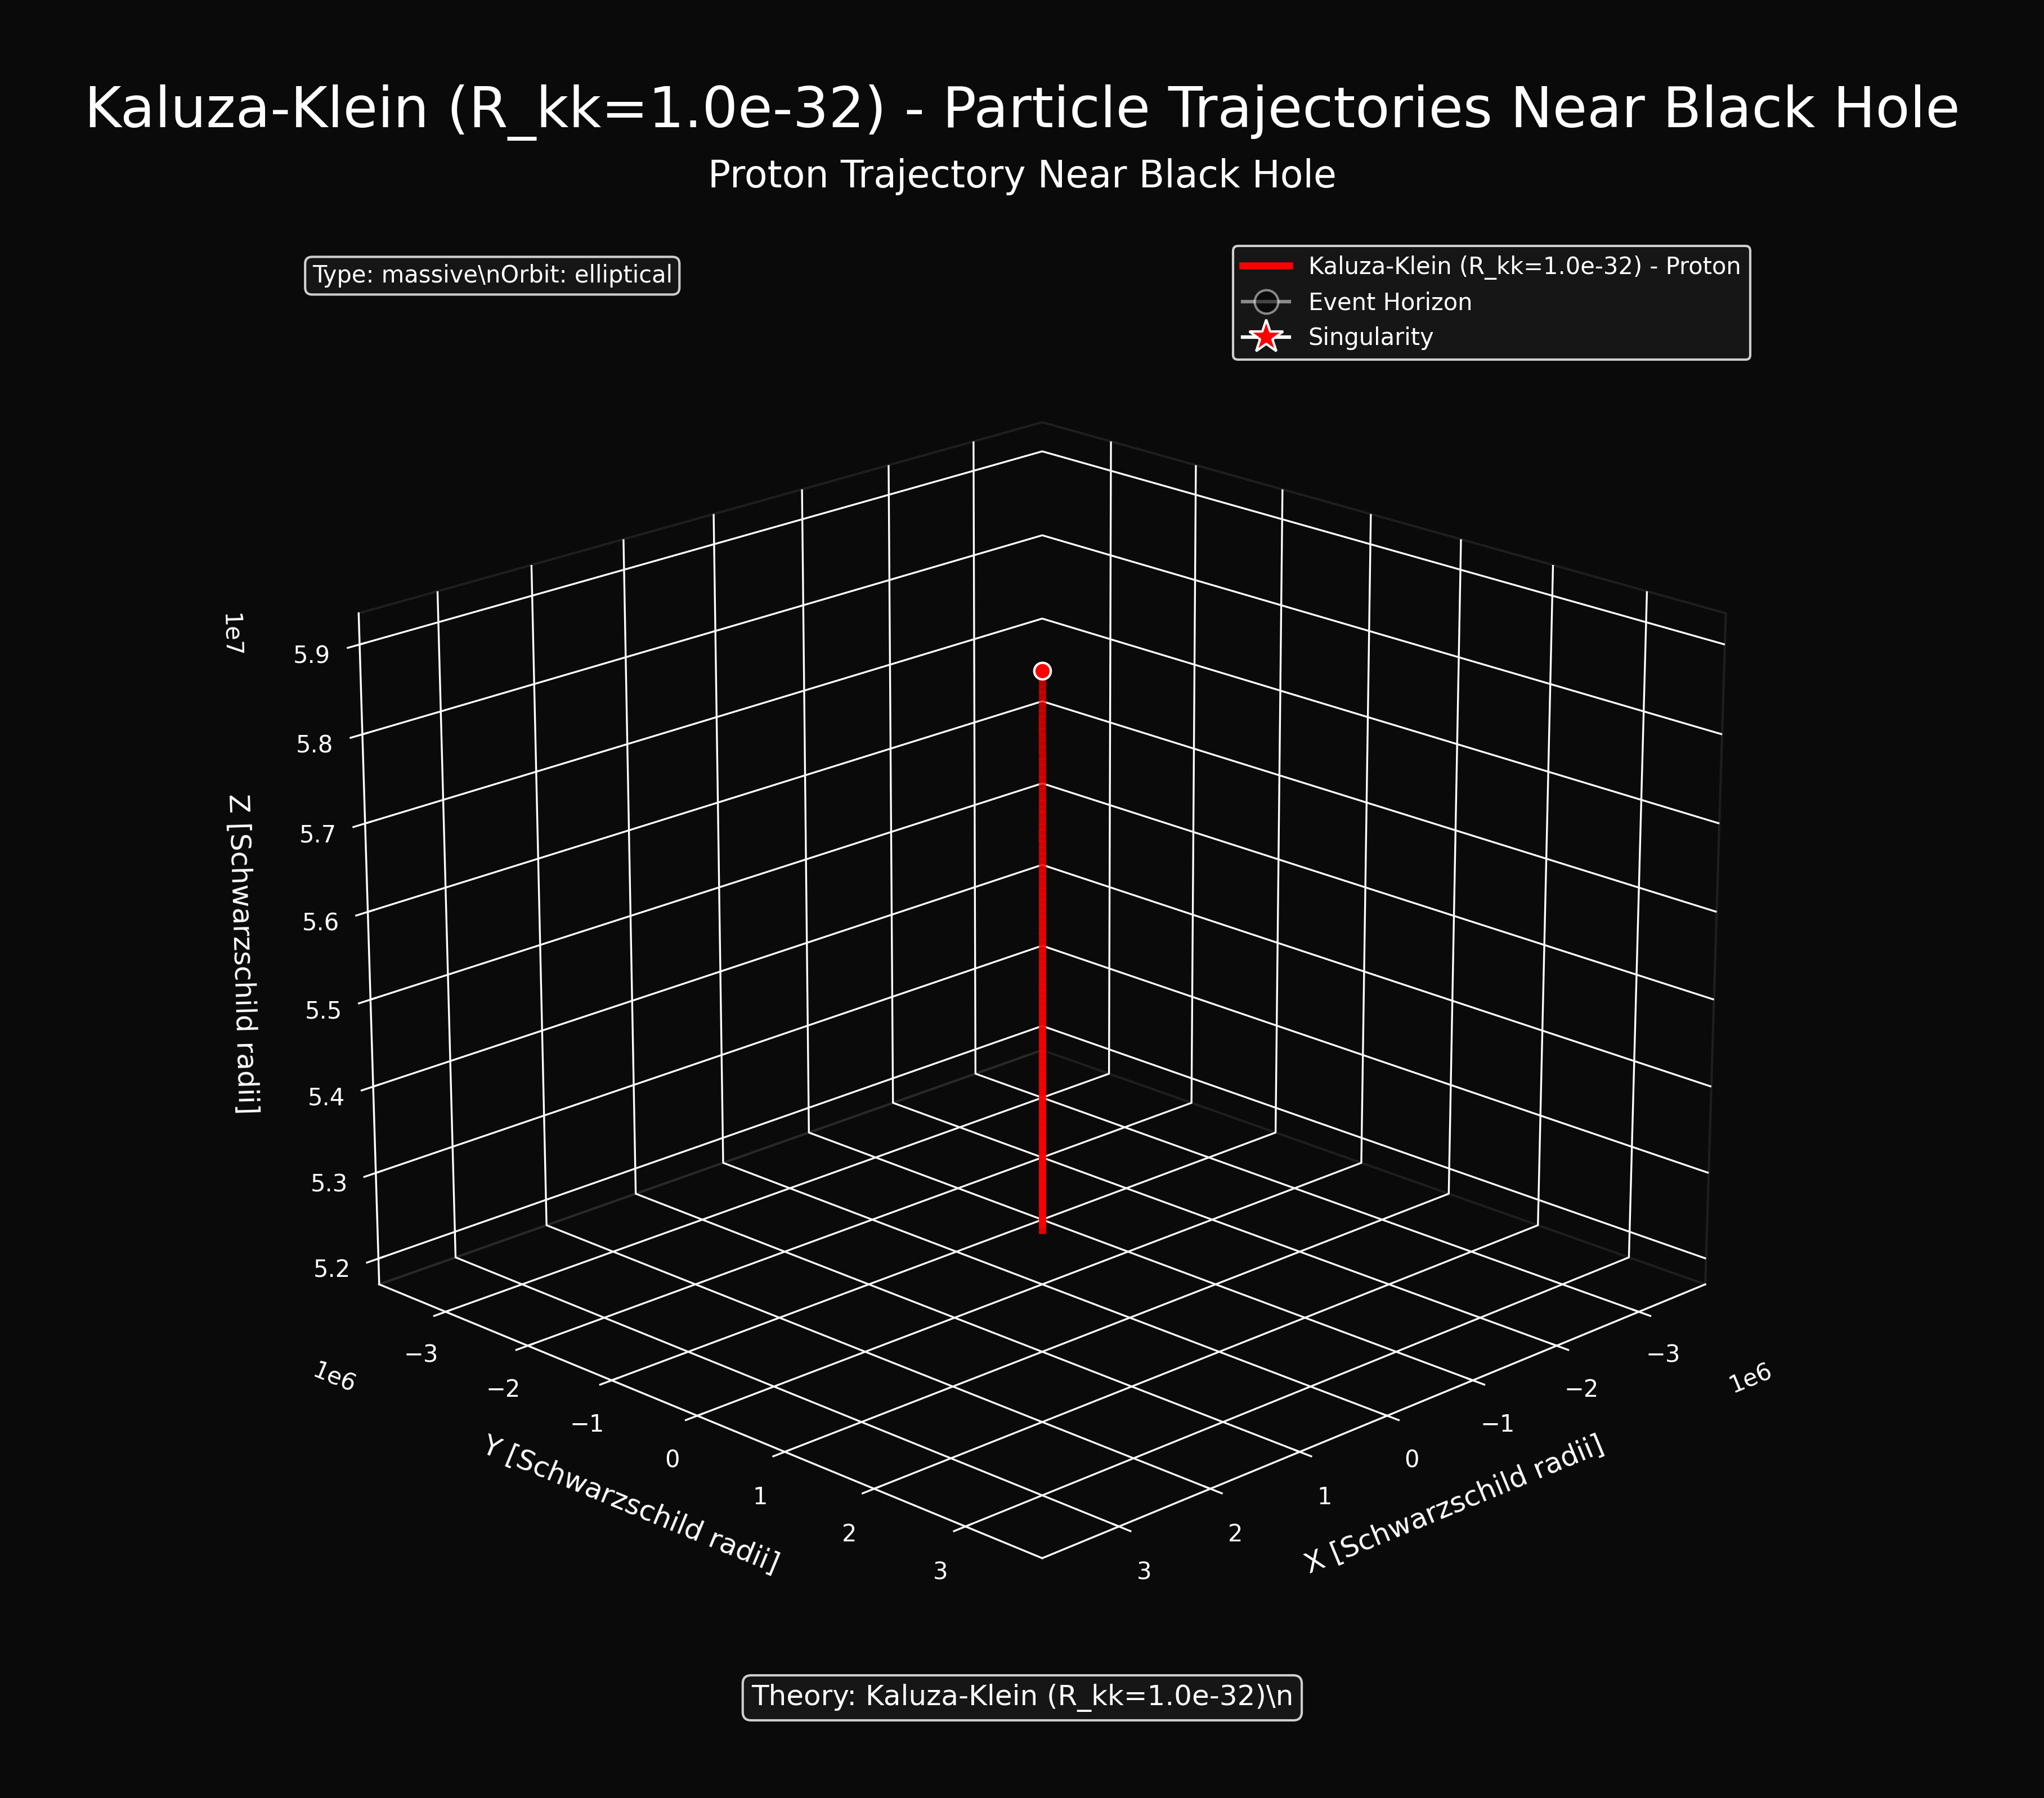 Kaluza-Klein (R_kk=1.0e-32) - Particle Trajectories Near Black Hole
Proton Trajectory Near Black Hole
Type: massive\nOrbit: elliptical
Kaluza-Klein (R_kk=1.0e-32) - Proton
Event Horizon
Singularity
1e7
5.9
5.8
5.7
5.6
5.5
5.4
5.3
5.2
Z [Schwarzschild radii]
1e6
−3
−2
−1
0
1
2
3
Y [Schwarzschild radii]
3
2
1
0
−1
−2
−3
1e6
X [Schwarzschild radii]
Theory: Kaluza-Klein (R_kk=1.0e-32)\n